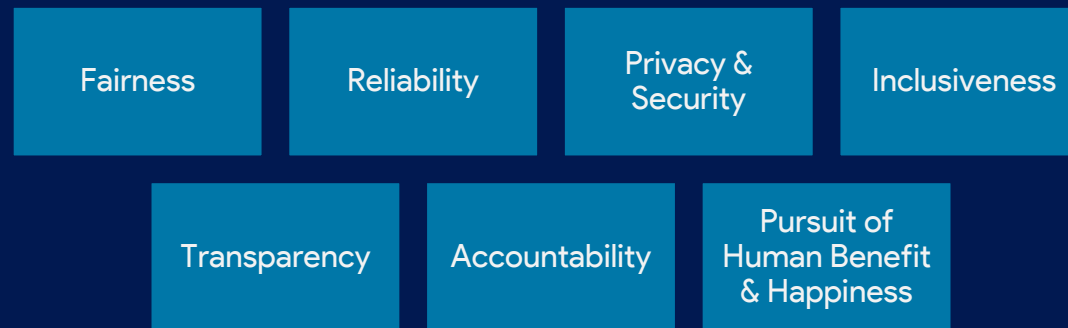 Fairness
Reliability
Privacy &
Security
Inclusiveness
Transparency
Accountability
Pursuit of
Human Benefit
& Happiness